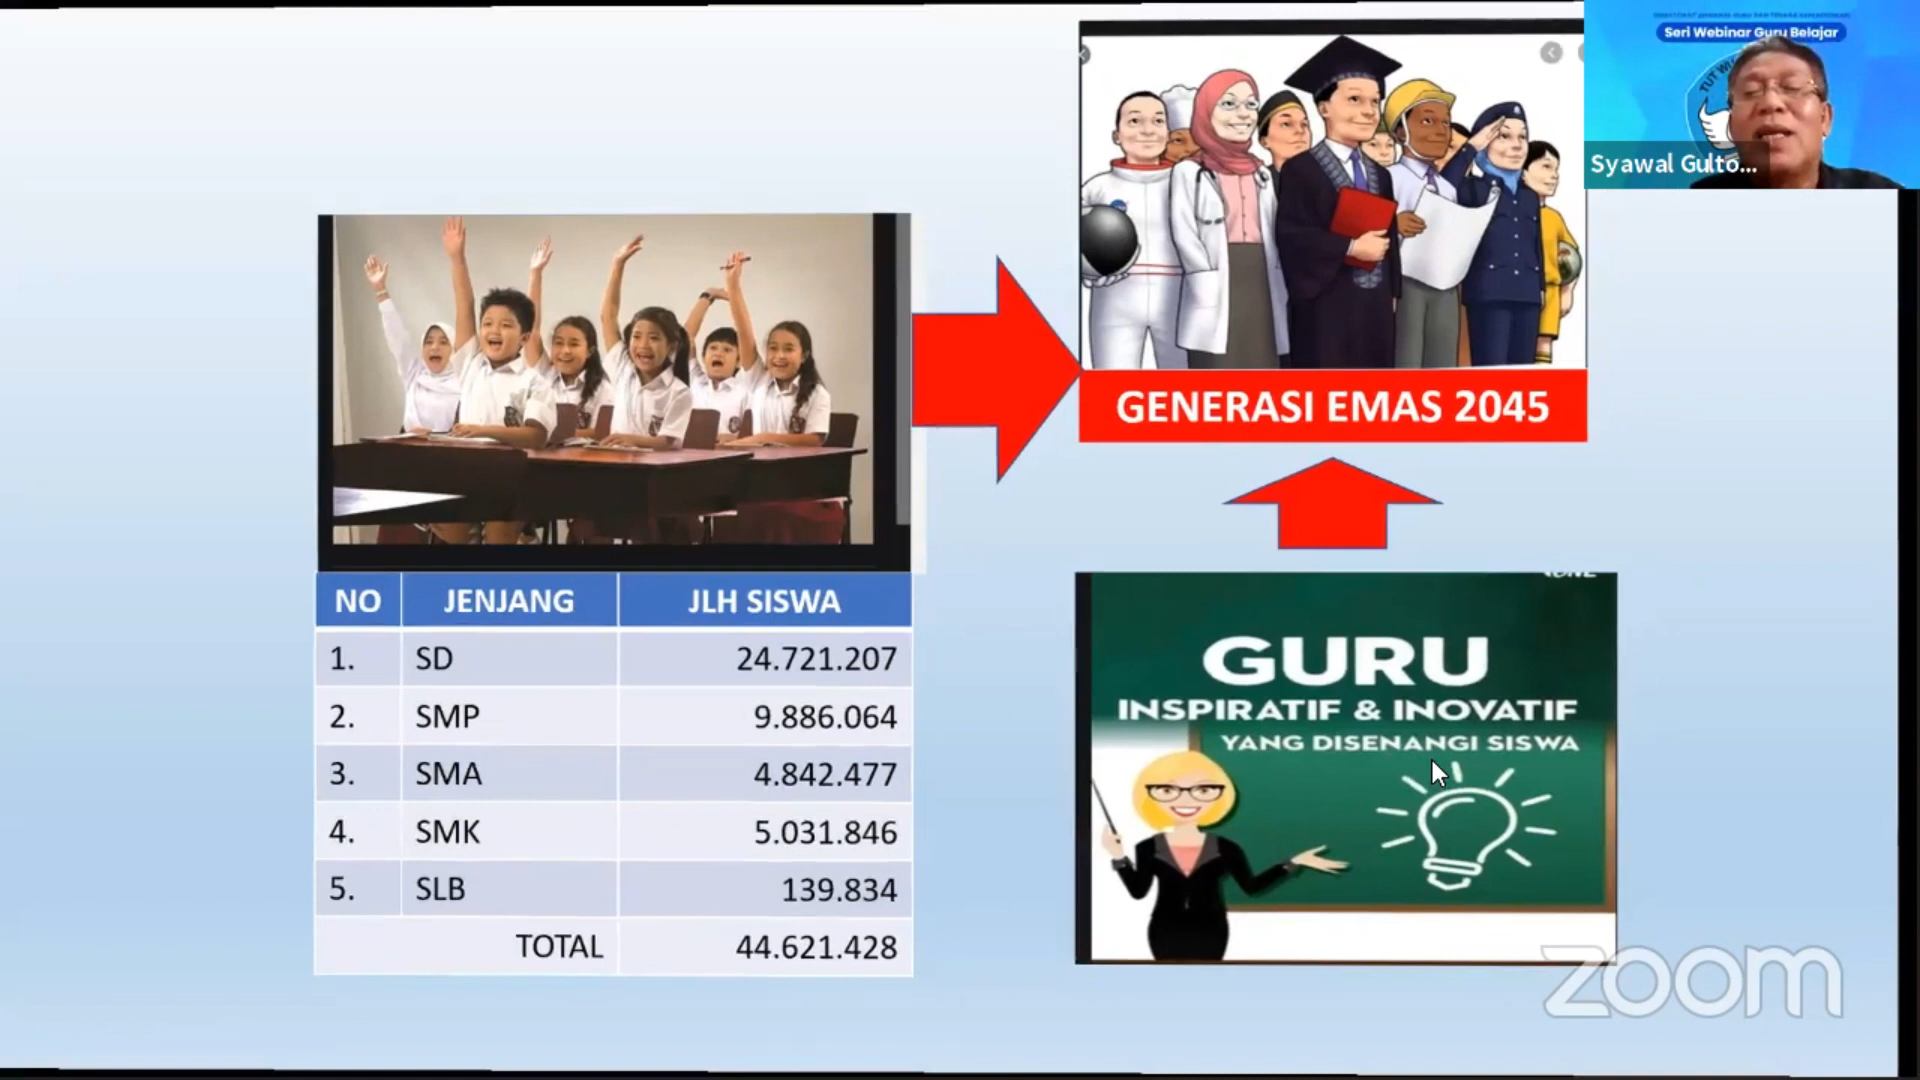 Seri Webinar Guru Belajar
TUT
Syawal Gulto...
GENERASI EMAS 2045
NO JENJANG JLH SISWA
1. SD 24.721.207
2. SMP 9.886.064
3. SMA 4.842.477
4. SMK 5.031.846
5. SLB 139.834
TOTAL 44.621.428
GURU
INSPIRATIF & INOVATIF
YANG DISENANGI SISWA
zoom